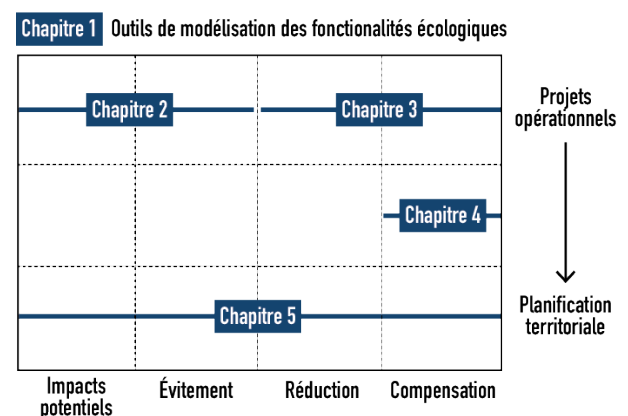 Chapitre 1 Outils de modélisation des fonctionalités écologiques
Chapitre 2
Chapitre 3
Projets
opérationnels
Chapitre 4
Chapitre 5
Planification
territoriale
Impacts
potentiels
Évitement
Réduction
Compensation